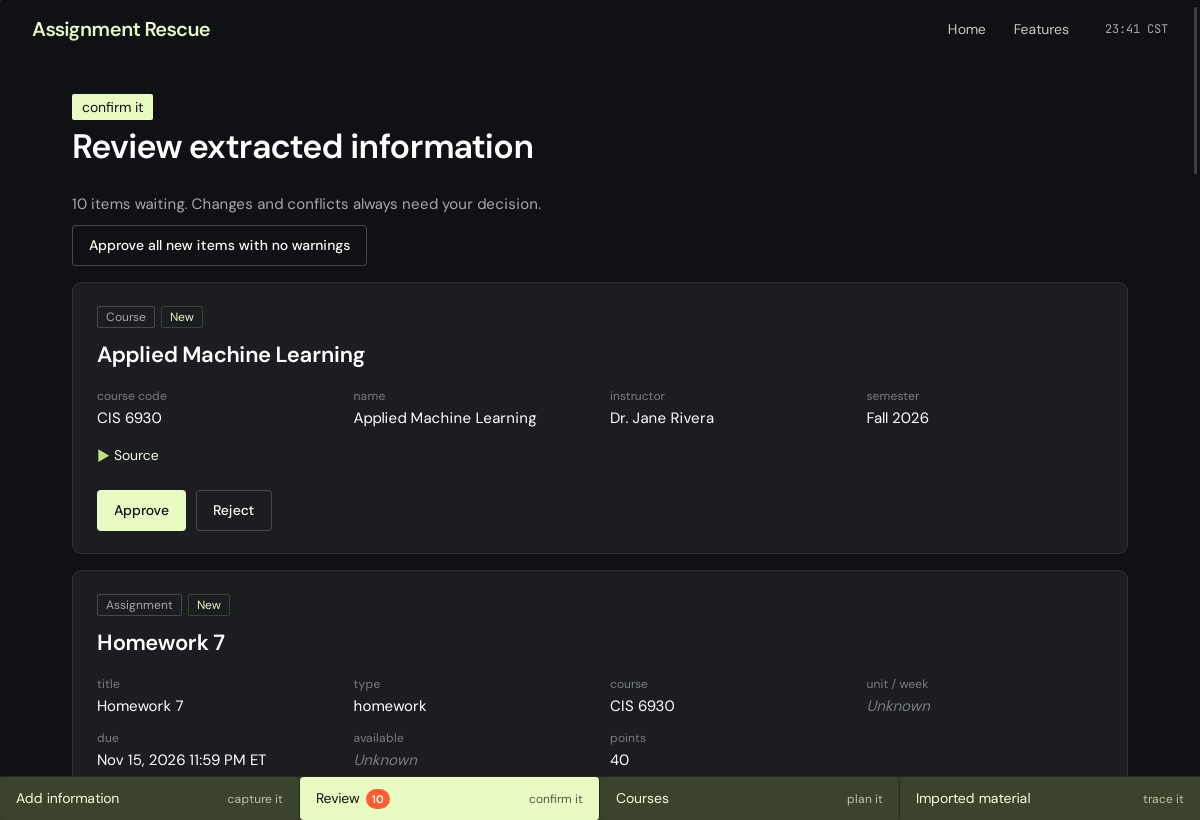 Assignment Rescue
Home Features 23:41 CST
confirm it
Review extracted information
10 items waiting. Changes and conflicts always need your decision.
Approve all new items with no warnings
Course New
Applied Machine Learning
course code name instructor semester
CIS 6930 Applied Machine Learning Dr. Jane Rivera Fall 2026
Source
Approve Reject
Assignment New
Homework 7
title type course unit / week
Homework 7 homework CIS 6930 Unknown
due available points
Nov 15, 2026 11:59 PM ET Unknown 40
Add information capture it Review 10 confirm it Courses plan it Imported material trace it